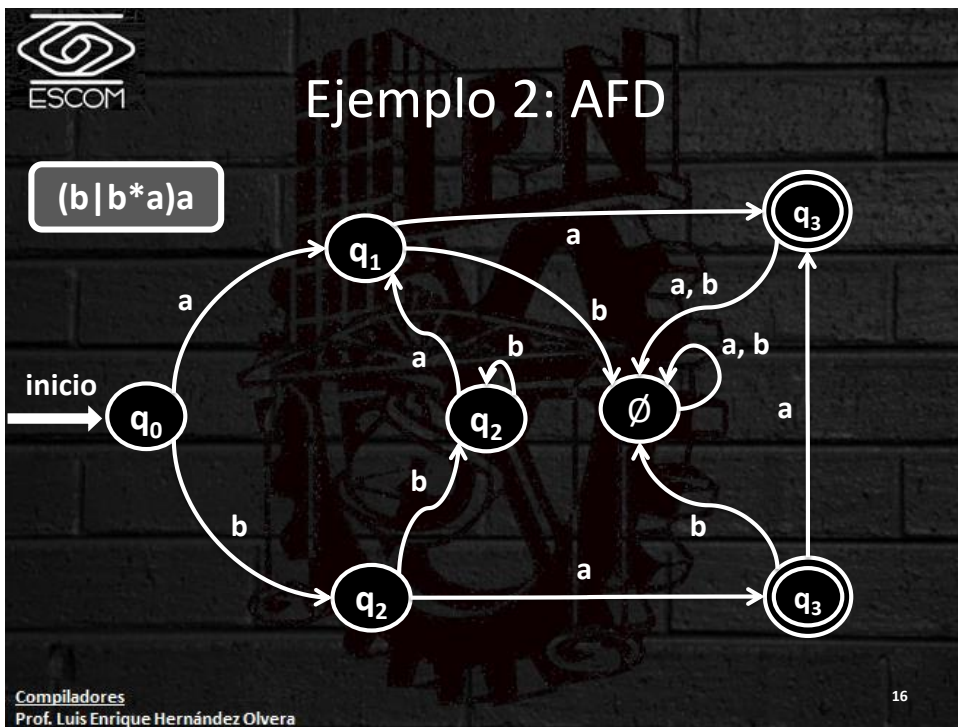 ESCOM
Ejemplo 2: AFD
(b|b*a)a
q₃
a
q₁
a, b
b
a
a
b
a, b
inicio
q₀
q₂
Ø
a
b
b
b
a
q₂
q₃
Compiladores
Prof. Luis Enrique Hernández Olvera
16